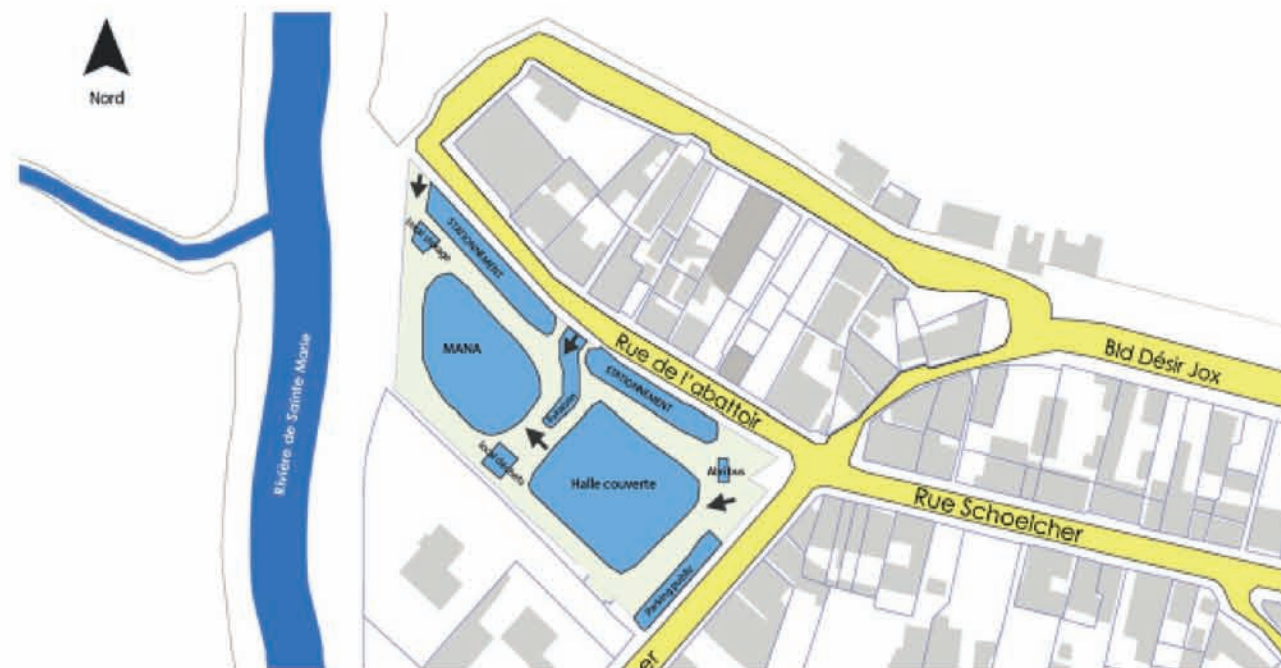 Nord
STATIONNEMENT
MANA
Rue de l'abattoir
STATIONNEMENT
Bld Désir Jox
Rivière de Sainte Marie
Halle couverte
Rue Schoelcher
Parking public
er